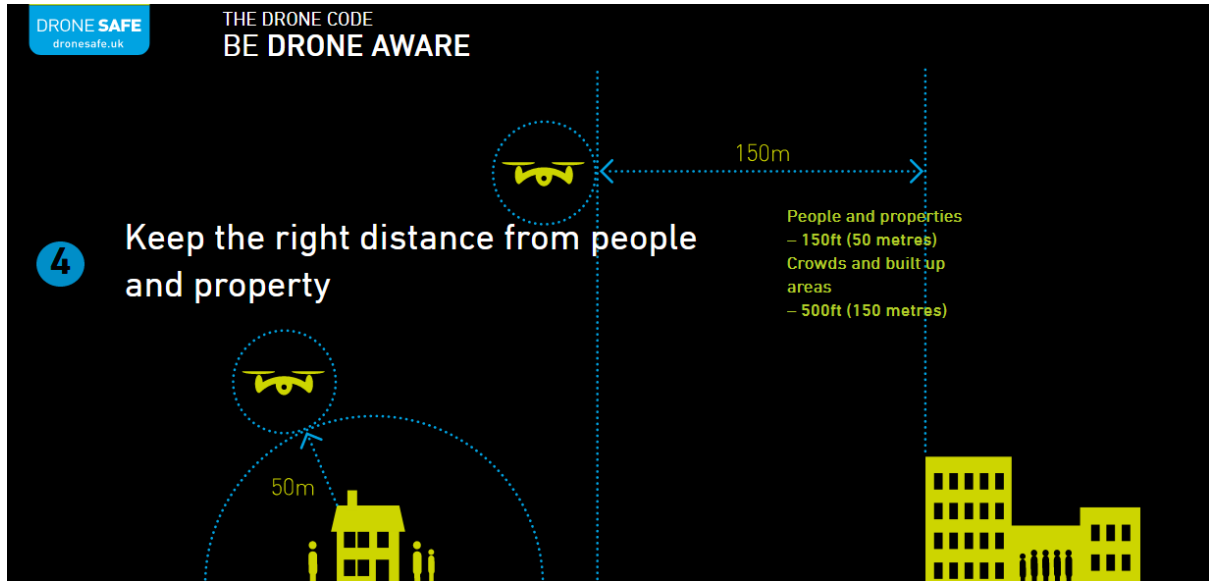 DRONE SAFE
dronesafe.uk
THE DRONE CODE
BE DRONE AWARE
150m
People and properties
– 150ft (50 metres)
Crowds and built up
areas
– 500ft (150 metres)
4
Keep the right distance from people
and property
50m